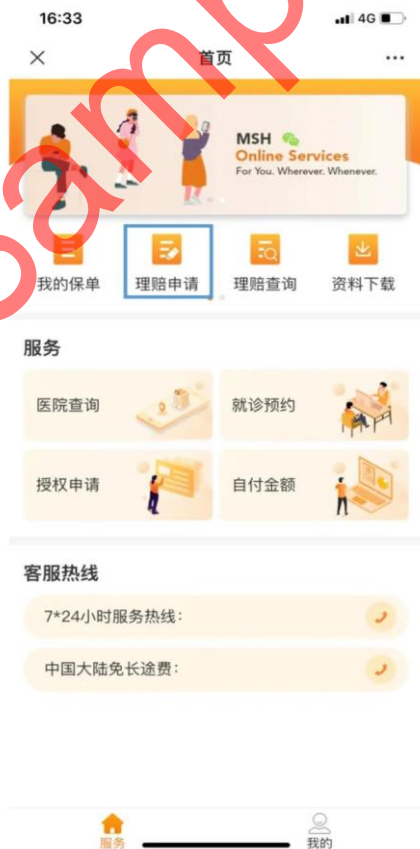 16:33
4G
首页
MSH
Online Services
For You. Wherever. Whenever.
我的保单 理赔申请 理赔查询 资料下载
服务
医院查询 就诊预约
授权申请 自付金额
客服热线
7*24小时服务热线：
中国大陆免长途费：
服务 我的